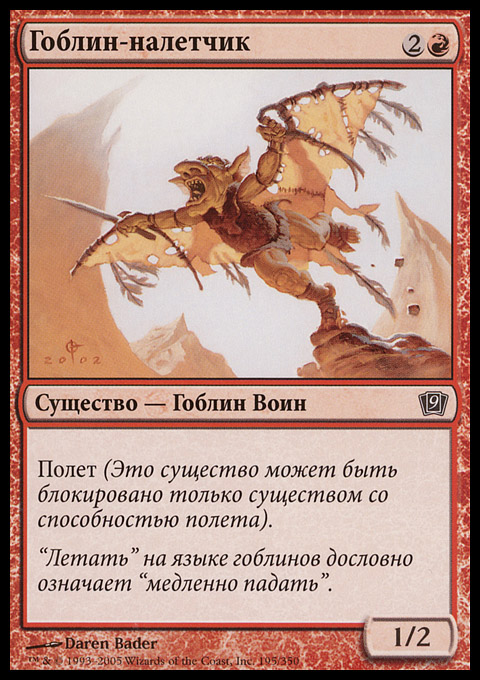 Гоблин-налетчик
2
2002
Существо — Гоблин Воин
9
Полет (Это существо может быть
блокировано только существом со
способностью полета).
“Летать” на языке гоблинов дословно
означает “медленно падать”.
1/2
Daren Bader
™ & © 1993–2005 Wizards of the Coast, Inc. 195/350